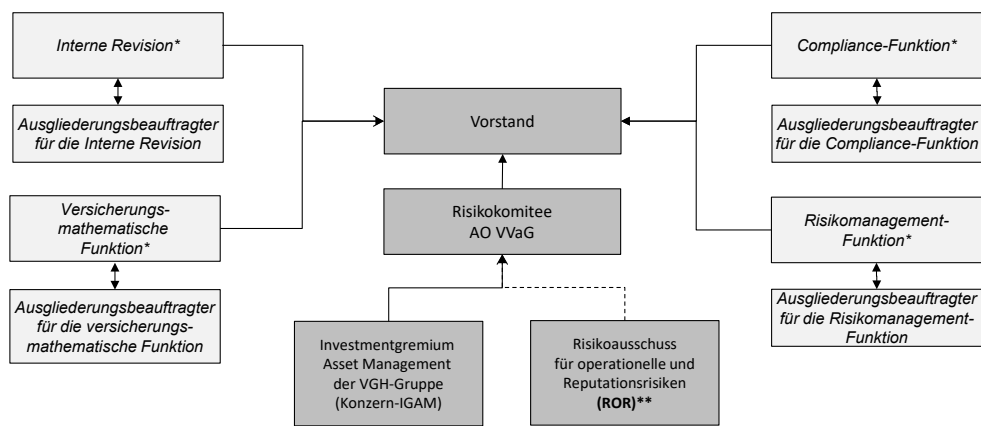 Interne Revision*
Ausgliederungsbeauftragter
für die Interne Revision
Versicherungs-
mathematische
Funktion*
Ausgliederungsbeauftragter
für die versicherungs-
mathematische Funktion
Vorstand
Risikokomitee
AO VVaG
Investmentgremium
Asset Management
der VGH-Gruppe
(Konzern-IGAM)
Risikoausschuss
für operationelle und
Reputationsrisiken
(ROR)**
Compliance-Funktion*
Ausgliederungsbeauftragter
für die Compliance-Funktion
Risikomanagement-
Funktion*
Ausgliederungsbeauftragter
für die Risikomanagement-
Funktion